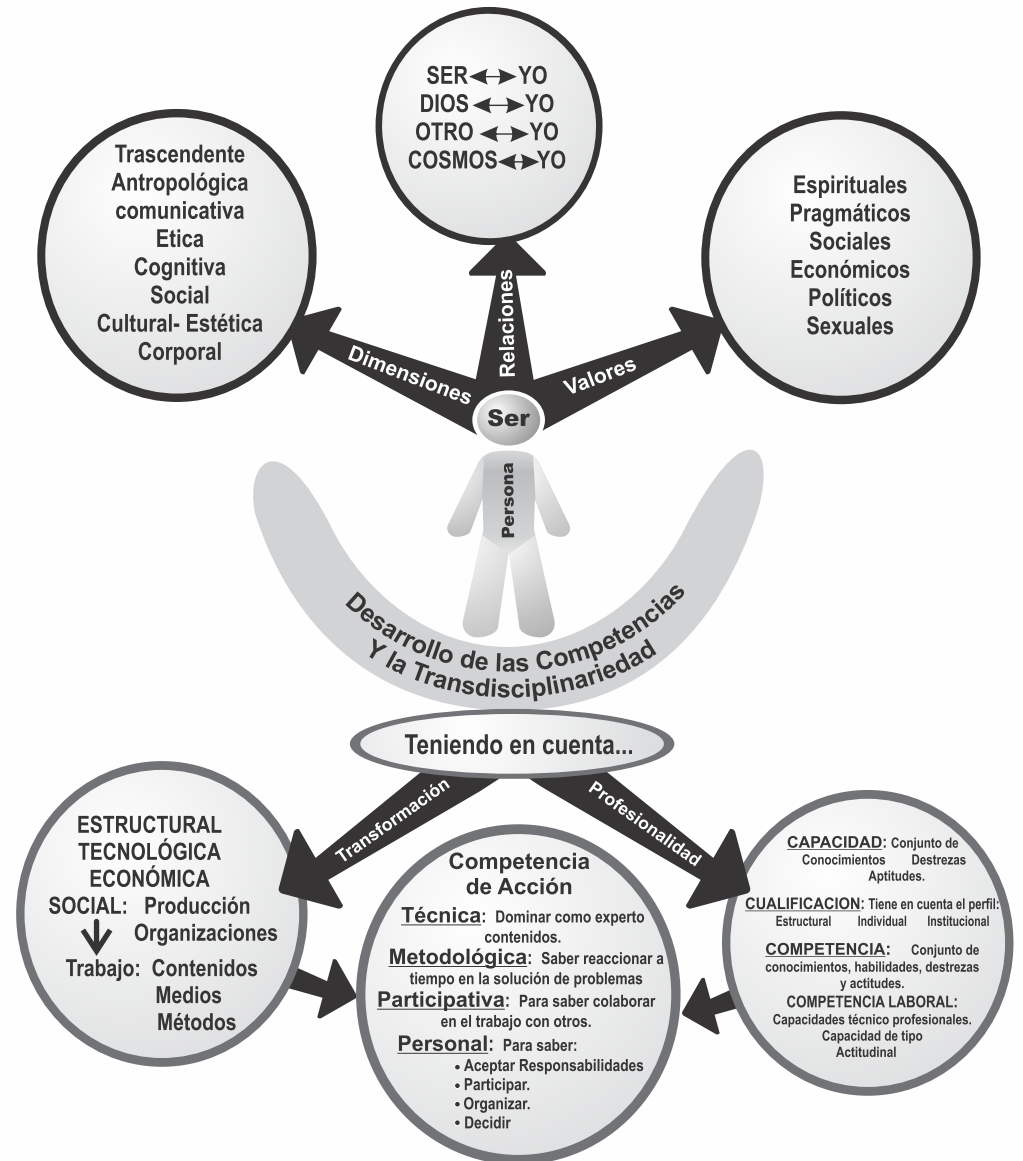 SER↔YO
DIOS↔YO
OTRO↔YO
COSMOS↔YO
Trascendente
Antropológica
comunicativa
Etica
Cognitiva
Social
Cultural- Estética
Corporal
Espirituales
Pragmáticos
Sociales
Económicos
Políticos
Sexuales
Dimensiones
Relaciones
Valores
Ser
Persona
Desarrollo de las Competencias
Y la Transdisciplinariedad
Teniendo en cuenta...
Transformación
Profesionalidad
ESTRUCTURAL
TECNOLÓGICA
ECONÓMICA
SOCIAL: Producción
Organizaciones
Trabajo: Contenidos
Medios
Métodos
Competencia
de Acción
Técnica: Dominar como experto
contenidos.
Metodológica: Saber reaccionar a
tiempo en la solución de problemas
Participativa: Para saber colaborar
en el trabajo con otros.
Personal: Para saber:
• Aceptar Responsabilidades
• Participar.
• Organizar.
• Decidir
CAPACIDAD: Conjunto de
Conocimientos Destrezas
Aptitudes.
CUALIFICACION: Tiene en cuenta el perfil:
Estructural Individual Institucional
COMPETENCIA: Conjunto de
conocimientos, habilidades, destrezas
y actitudes.
COMPETENCIA LABORAL:
Capacidades técnico profesionales.
Capacidad de tipo
Actitudinal